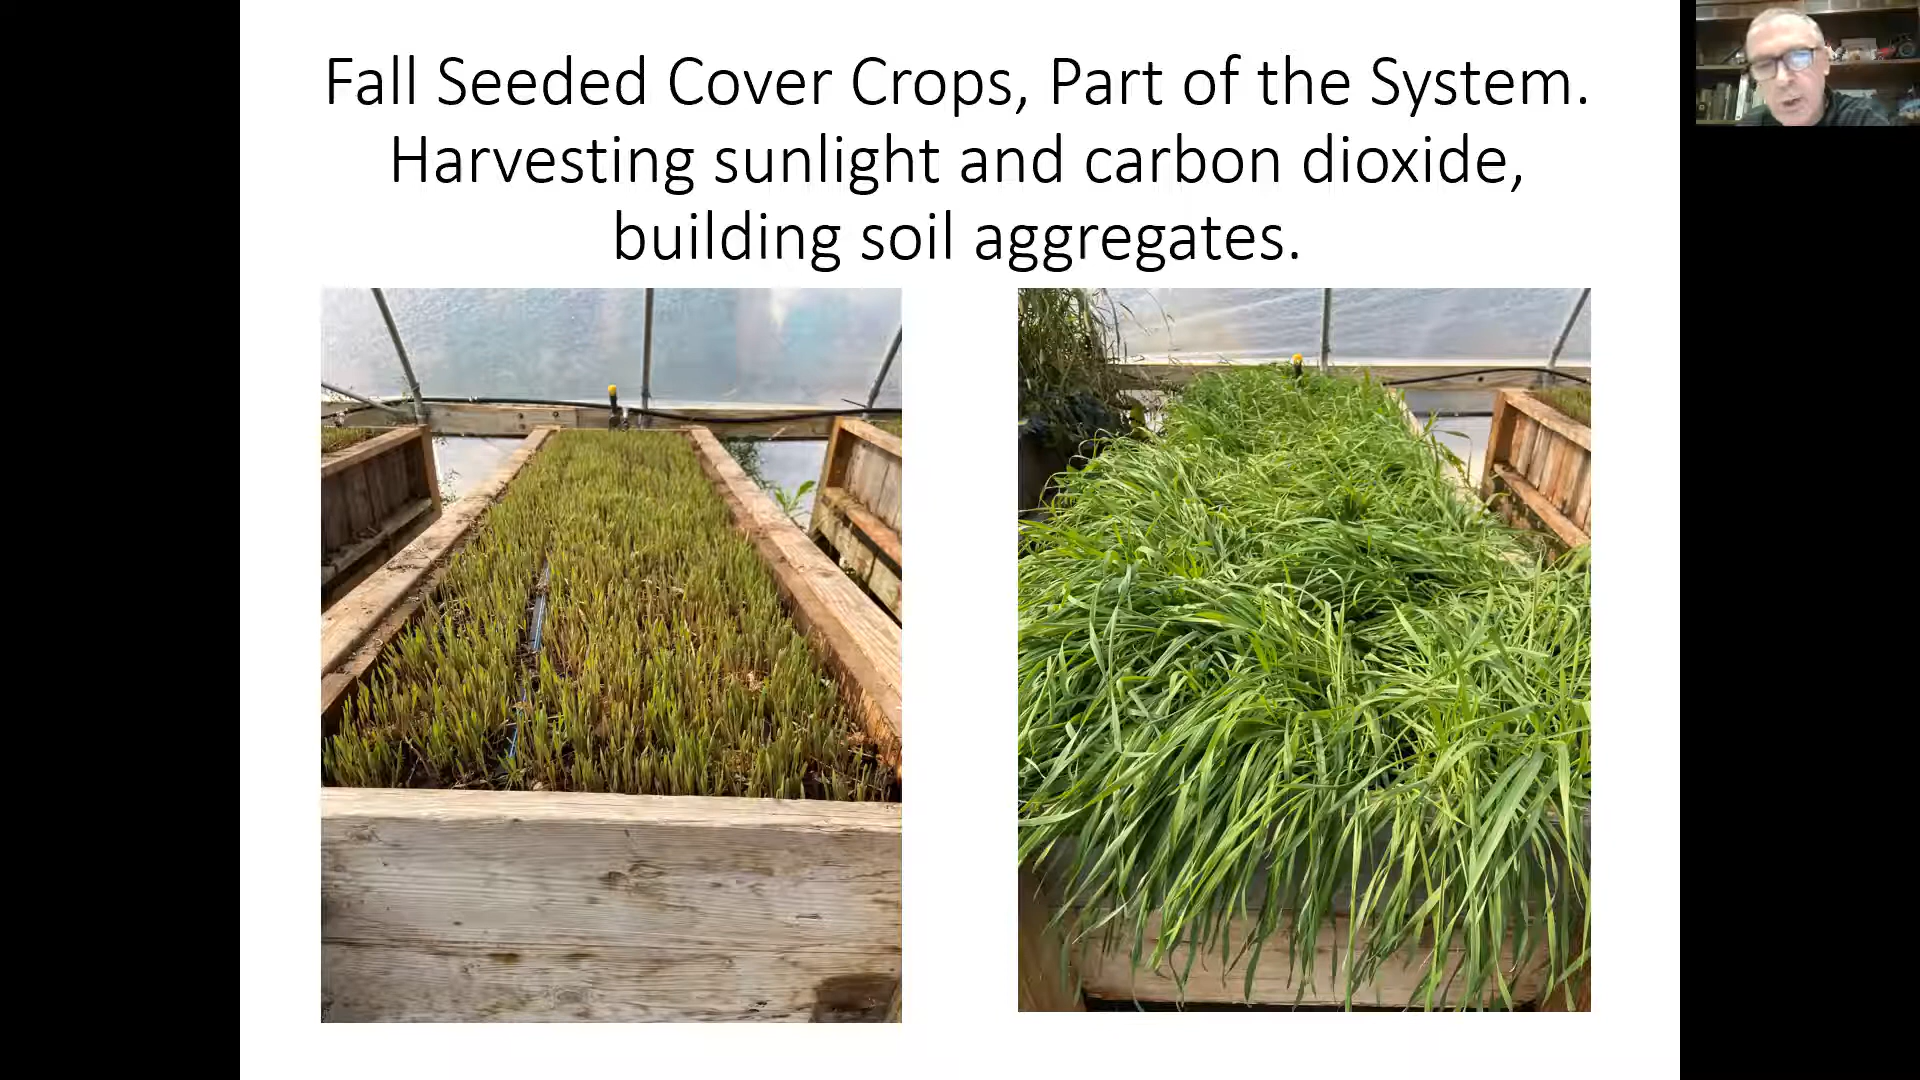 Fall Seeded Cover Crops, Part of the System.
Harvesting sunlight and carbon dioxide,
building soil aggregates.